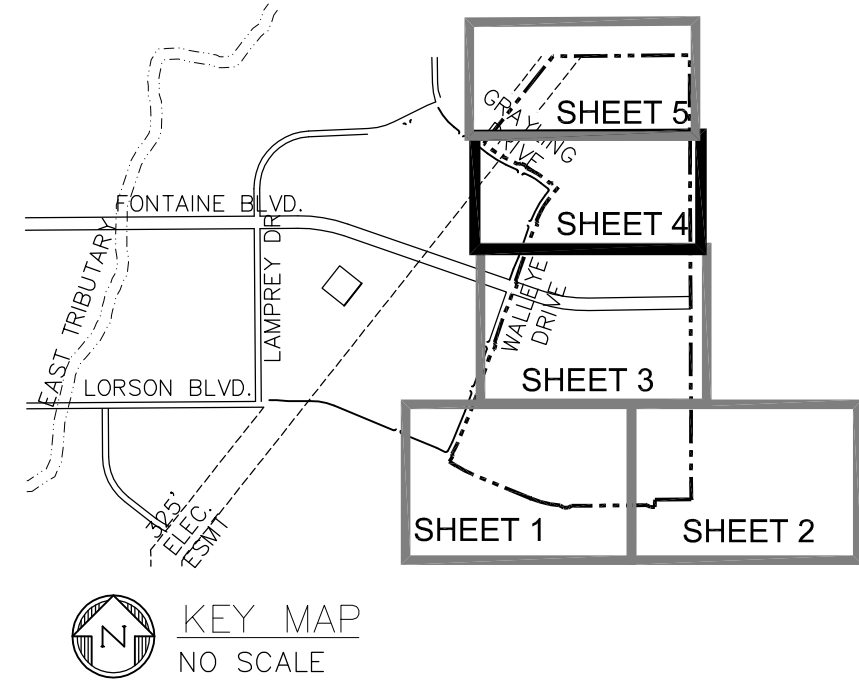 GRAYLING
DRIVE
SHEET 5
FONTAINE BLVD.
SHEET 4
EAST TRIBUTARY
LAMPREY DR
WALLEYE
DRIVE
LORSON BLVD.
SHEET 3
325'
ELEC.
ESMT
SHEET 1
SHEET 2
N
KEY MAP
NO SCALE